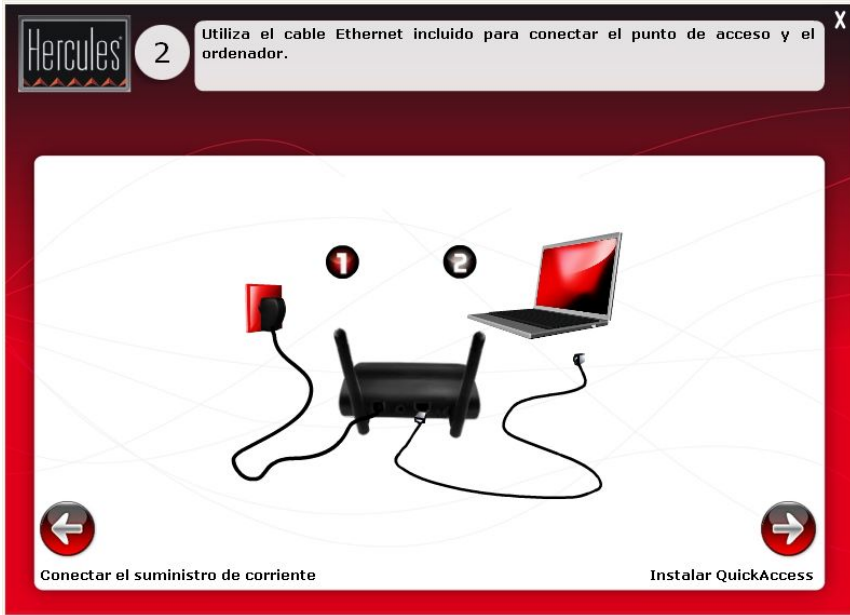 Hercules
2
Utiliza el cable Ethernet incluido para conectar el punto de acceso y el
ordenador.
X
1
2
Conectar el suministro de corriente
Instalar QuickAccess